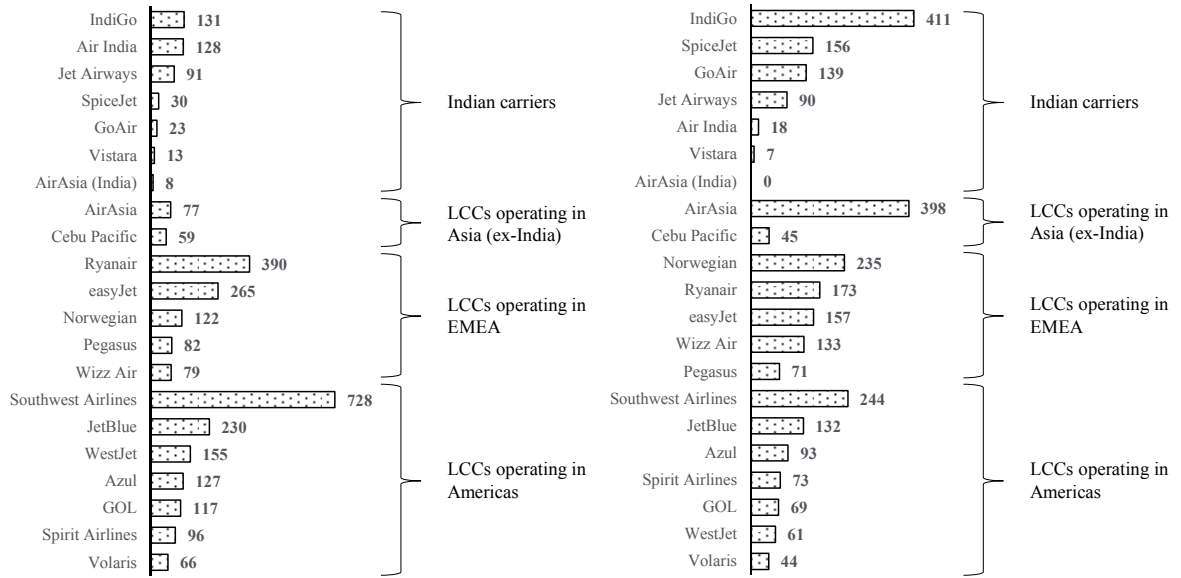 IndiGo 131
Air India 128
Jet Airways 91
SpiceJet 30
GoAir 23
Vistara 13
AirAsia (India) 8
Indian carriers
AirAsia 77
Cebu Pacific 59
LCCs operating in
Asia (ex-India)
Ryanair 390
easyJet 265
Norwegian 122
Pegasus 82
Wizz Air 79
LCCs operating in
EMEA
Southwest Airlines 728
JetBlue 230
WestJet 155
Azul 127
GOL 117
Spirit Airlines 96
Volaris 66
LCCs operating in
Americas
IndiGo 411
SpiceJet 156
GoAir 139
Jet Airways 90
Air India 18
Vistara 7
AirAsia (India) 0
Indian carriers
AirAsia 398
Cebu Pacific 45
LCCs operating in
Asia (ex-India)
Norwegian 235
Ryanair 173
easyJet 157
Wizz Air 133
Pegasus 71
LCCs operating in
EMEA
Southwest Airlines 244
JetBlue 132
Azul 93
Spirit Airlines 73
GOL 69
WestJet 61
Volaris 44
LCCs operating in
Americas